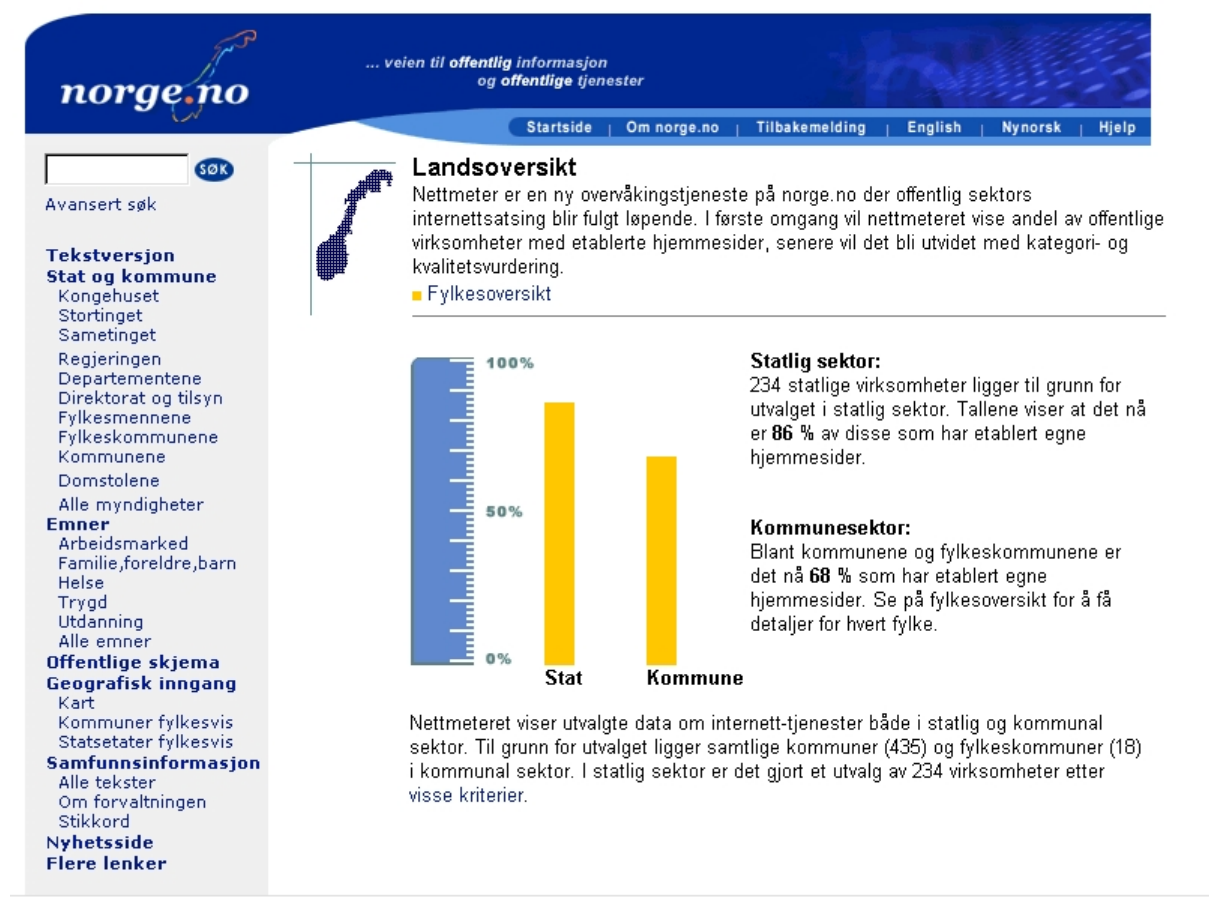 norge.no
... veien til offentlig informasjon
og offentlige tjenester
Startside | Om norge.no | Tilbakemelding | English | Nynorsk | Hjelp
SØK
Avansert søk
Tekstversjon
Stat og kommune
Kongehuset
Stortinget
Sametinget
Regjeringen
Departementene
Direktorat og tilsyn
Fylkesmennene
Fylkeskommunene
Kommunene
Domstolene
Alle myndigheter
Emner
Arbeidsmarked
Familie,foreldre,barn
Helse
Trygd
Utdanning
Alle emner
Offentlige skjema
Geografisk inngang
Kart
Kommuner fylkesvis
Statsetater fylkesvis
Samfunnsinformasjon
Alle tekster
Om forvaltningen
Stikkord
Nyhetsside
Flere lenker
Landsoversikt
Nettmeter er en ny overvåkingstjeneste på norge.no der offentlig sektors
internettsatsing blir fulgt løpende. I første omgang vil nettmeteret vise andel av offentlige
virksomheter med etablerte hjemmesider, senere vil det bli utvidet med kategori- og
kvalitetsvurdering.
Fylkesoversikt
100%
50%
0%
Stat
Kommune
Statlig sektor:
234 statlige virksomheter ligger til grunn for
utvalget i statlig sektor. Tallene viser at det nå
er 86 % av disse som har etablert egne
hjemmesider.
Kommunesektor:
Blant kommunene og fylkeskommunene er
det nå 68 % som har etablert egne
hjemmesider. Se på fylkesoversikt for å få
detaljer for hvert fylke.
Nettmeteret viser utvalgte data om internett-tjenester både i statlig og kommunal
sektor. Til grunn for utvalget ligger samtlige kommuner (435) og fylkeskommuner (18)
i kommunal sektor. I statlig sektor er det gjort et utvalg av 234 virksomheter etter
visse kriterier.